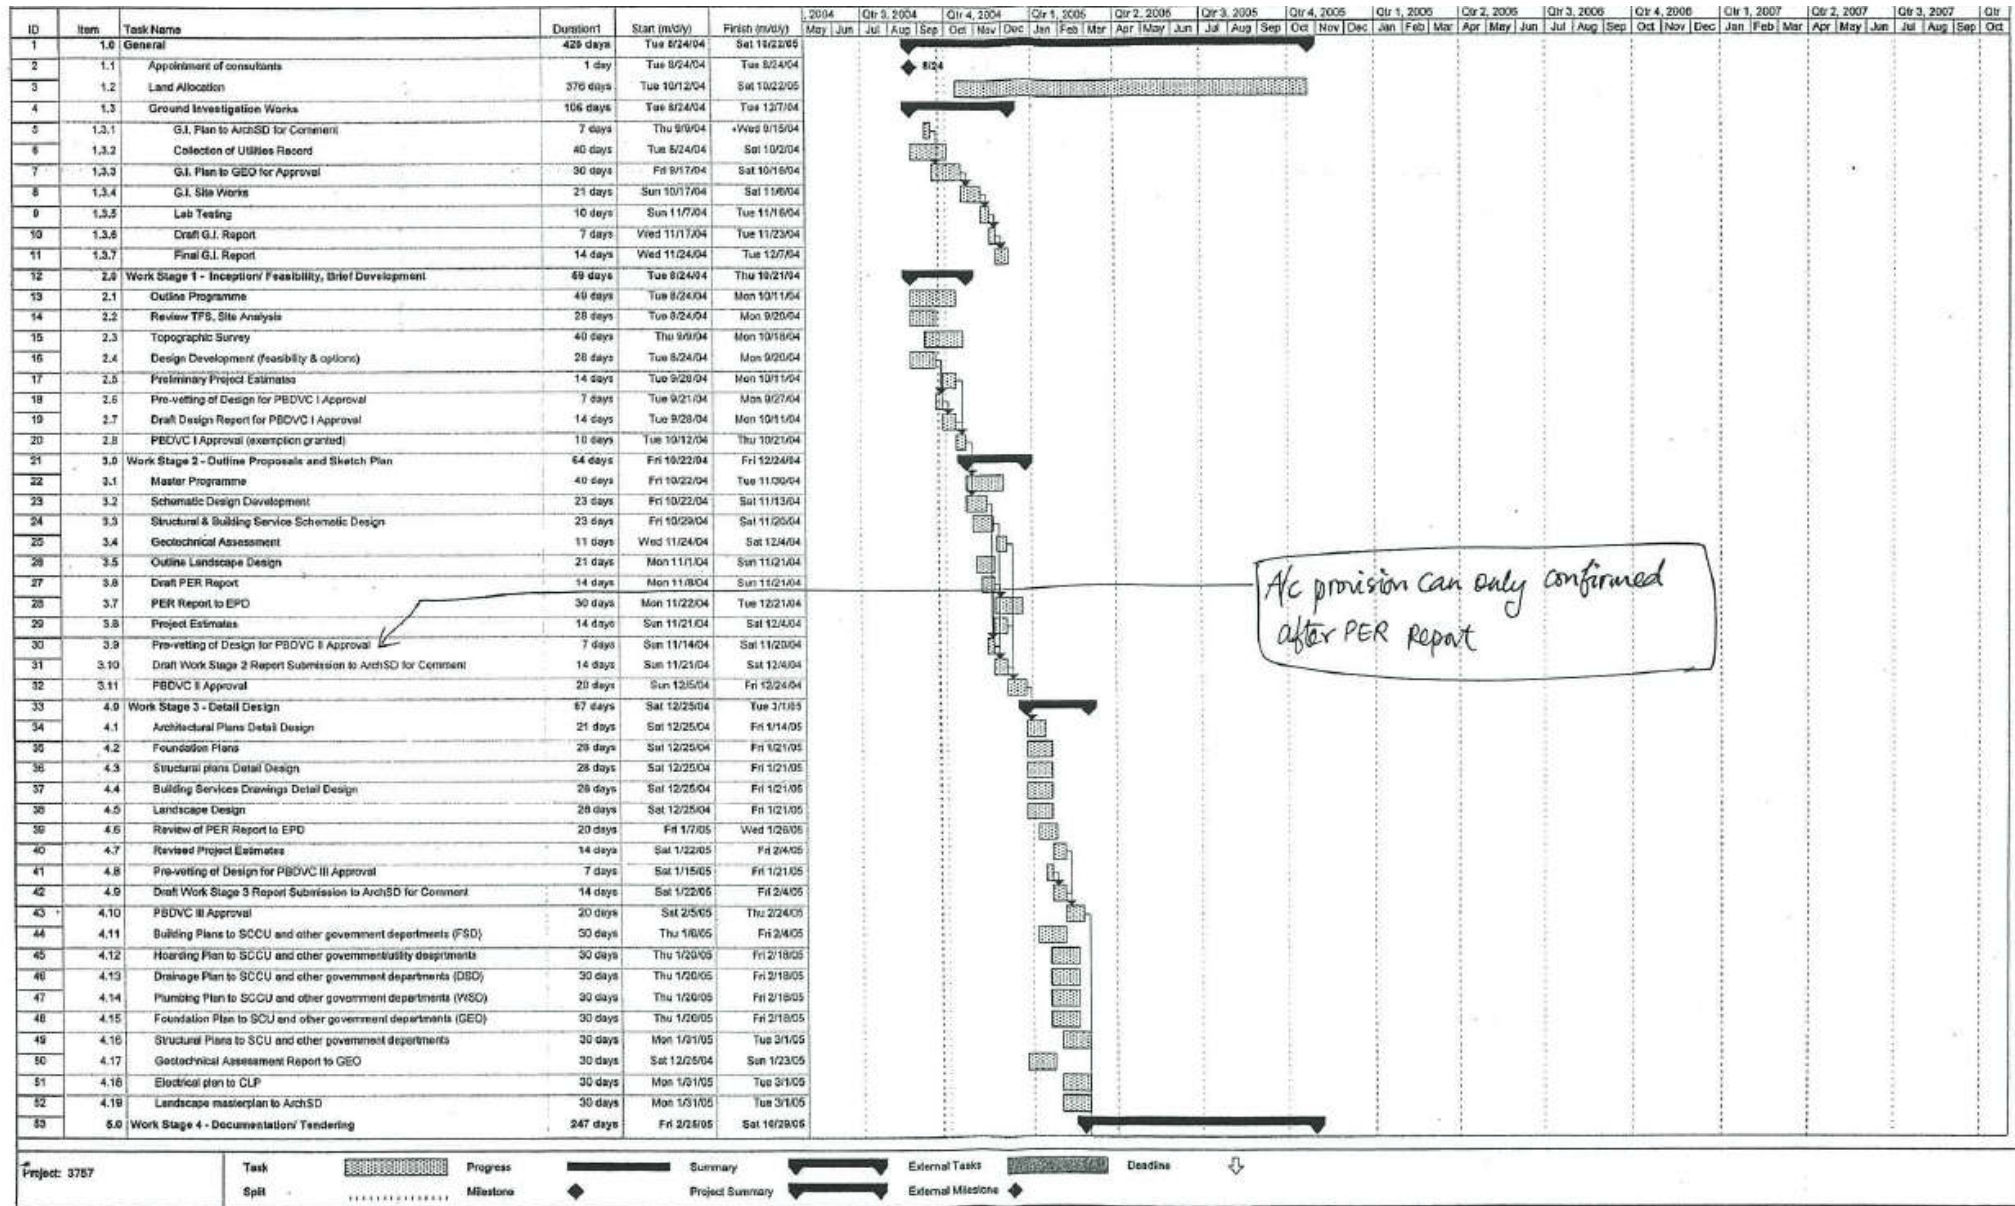 , 2004 Qtr 3, 2004 Qtr 4, 2004 Qtr 1, 2005 Qtr 2, 2005 Qtr 3, 2005 Qtr 4, 2005 Qtr 1, 2006 Qtr 2, 2006 Qtr 3, 2006 Qtr 4, 2006 Qtr 1, 2007 Qtr 2, 2007 Qtr 3, 2007 Qtr
ID Item Task Name Duration1 Start (m/d/y) Finish (m/d/y) May Jun Jul Aug Sep Oct Nov Dec Jan Feb Mar Apr May Jun Jul Aug Sep Oct Nov Dec Jan Feb Mar Apr May Jun Jul Aug Sep Oct Nov Dec Jan Feb Mar Apr May Jun Jul Aug Sep Oct
1 1.0 General 425 days Tue 8/24/04 Sat 10/22/05
2 1.1 Appointment of consultants 1 day Tue 8/24/04 Tue 8/24/04 8/24
3 1.2 Land Allocation 376 days Tue 10/12/04 Sat 10/22/05
4 1.3 Ground Investigation Works 106 days Tue 8/24/04 Tue 12/7/04
5 1.3.1 G.I. Plan to ArchSD for Comment 7 days Thu 9/9/04 Wed 9/15/04
6 1.3.2 Collection of Utilities Record 40 days Tue 8/24/04 Sat 10/2/04
7 1.3.3 G.I. Plan to GEO for Approval 30 days Fri 9/17/04 Sat 10/16/04
8 1.3.4 G.I. Site Works 21 days Sun 10/17/04 Sat 11/6/04
9 1.3.5 Lab Testing 10 days Sun 11/7/04 Tue 11/16/04
10 1.3.6 Draft G.I. Report 7 days Wed 11/17/04 Tue 11/23/04
11 1.3.7 Final G.I. Report 14 days Wed 11/24/04 Tue 12/7/04
12 2.0 Work Stage 1 - Inception/ Feasibility, Brief Development 59 days Tue 8/24/04 Thu 10/21/04
13 2.1 Outline Programme 49 days Tue 8/24/04 Mon 10/11/04
14 2.2 Review TFS, Site Analysis 28 days Tue 8/24/04 Mon 9/20/04
15 2.3 Topographic Survey 40 days Thu 9/9/04 Mon 10/18/04
16 2.4 Design Development (feasibility & options) 28 days Tue 8/24/04 Mon 9/20/04
17 2.5 Preliminary Project Estimates 14 days Tue 9/28/04 Mon 10/11/04
18 2.6 Pre-vetting of Design for PBDVC I Approval 7 days Tue 9/21/04 Mon 9/27/04
19 2.7 Draft Design Report for PBDVC I Approval 14 days Tue 9/28/04 Mon 10/11/04
20 2.8 PBDVC I Approval (exemption granted) 10 days Tue 10/12/04 Thu 10/21/04
21 3.0 Work Stage 2 - Outline Proposals and Sketch Plan 64 days Fri 10/22/04 Fri 12/24/04
22 3.1 Master Programme 40 days Fri 10/22/04 Tue 11/30/04
23 3.2 Schematic Design Development 23 days Fri 10/22/04 Sat 11/13/04
24 3.3 Structural & Building Service Schematic Design 23 days Fri 10/29/04 Sat 11/20/04
25 3.4 Geotechnical Assessment 11 days Wed 11/24/04 Sat 12/4/04
26 3.5 Outline Landscape Design 21 days Mon 11/1/04 Sun 11/21/04
27 3.6 Draft PER Report 14 days Mon 11/8/04 Sun 11/21/04
28 3.7 PER Report to EPD 30 days Mon 11/22/04 Tue 12/21/04
29 3.8 Project Estimates 14 days Sun 11/21/04 Sat 12/4/04
30 3.9 Pre-vetting of Design for PBDVC II Approval 7 days Sun 11/14/04 Sat 11/20/04
31 3.10 Draft Work Stage 2 Report Submission to ArchSD for Comment 14 days Sun 11/21/04 Sat 12/4/04
32 3.11 PBDVC II Approval 20 days Sun 12/5/04 Fri 12/24/04
A/c provision can only confirmed
after PER Report
33 4.0 Work Stage 3 - Detail Design 67 days Sat 12/25/04 Tue 3/1/05
34 4.1 Architectural Plans Detail Design 21 days Sat 12/25/04 Fri 1/14/05
35 4.2 Foundation Plans 28 days Sat 12/25/04 Fri 1/21/05
36 4.3 Structural plans Detail Design 28 days Sat 12/25/04 Fri 1/21/05
37 4.4 Building Services Drawings Detail Design 28 days Sat 12/25/04 Fri 1/21/05
38 4.5 Landscape Design 28 days Sat 12/25/04 Fri 1/21/05
39 4.6 Review of PER Report to EPD 20 days Fri 1/7/05 Wed 1/26/05
40 4.7 Revised Project Estimates 14 days Sat 1/22/05 Fri 2/4/05
41 4.8 Pre-vetting of Design for PBDVC III Approval 7 days Sat 1/15/05 Fri 1/21/05
42 4.9 Draft Work Stage 3 Report Submission to ArchSD for Comment 14 days Sat 1/22/05 Fri 2/4/05
43 4.10 PBDVC III Approval 20 days Sat 2/5/05 Thu 2/24/05
44 4.11 Building Plans to SCCU and other government departments (FSD) 30 days Thu 1/6/05 Fri 2/4/05
45 4.12 Hoarding Plan to SCCU and other government/utility 30 days Thu 1/20/05 Fri 2/18/05
46 4.13 Drainage Plan to SCCU and other government departments (DSD) 30 days Thu 1/20/05 Fri 2/18/05
47 4.14 Plumbing Plan to SCCU and other government departments (WSD) 30 days Thu 1/20/05 Fri 2/18/05
48 4.15 Foundation Plan to SCU and other government departments (GEO) 30 days Thu 1/20/05 Fri 2/18/05
49 4.16 Structural Plans to SCU and other government departments 30 days Mon 1/31/05 Tue 3/1/05
50 4.17 Geotechnical Assessment Report to GEO 30 days Sat 12/25/04 Sun 1/23/05
51 4.18 Electrical plan to CLP 30 days Mon 1/31/05 Tue 3/1/05
52 4.19 Landscape masterplan to ArchSD 30 days Mon 1/31/05 Tue 3/1/05
53 5.0 Work Stage 4 - Documentation/ Tendering 247 days Fri 2/25/05 Sat 10/29/05
Project: 3757 Task Progress Summary External Tasks Deadline
Split Milestone Project Summary External Milestone